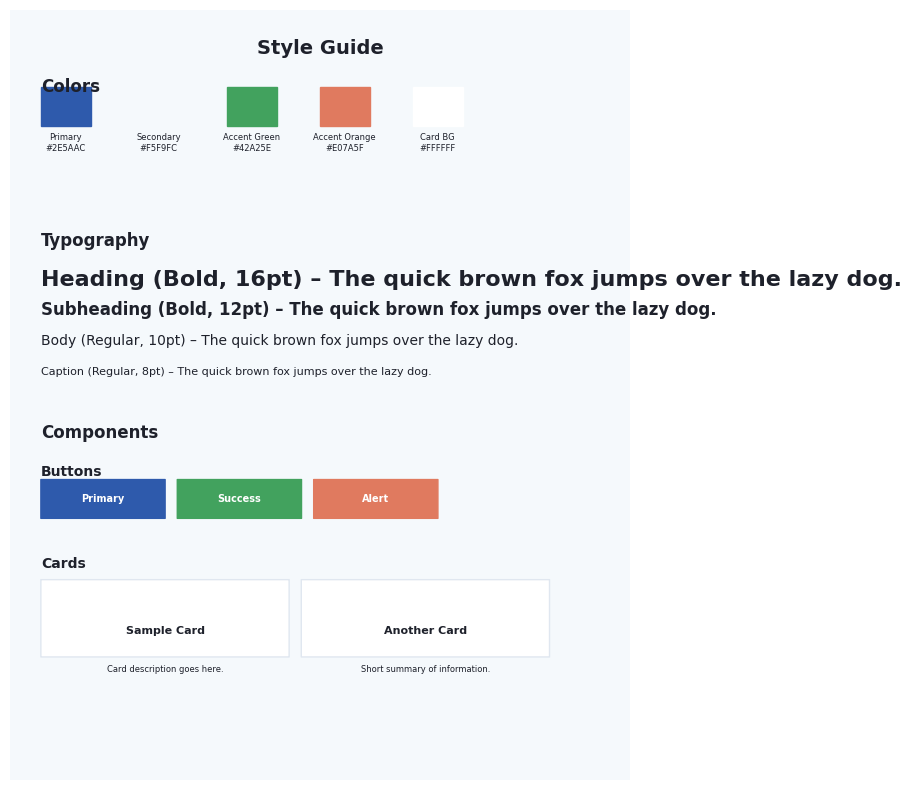 Style Guide
Colors
Primary
#2E5AAC
Secondary
#F5F9FC
Accent Green
#42A25E
Accent Orange
#E07A5F
Card BG
#FFFFFF
Typography
Heading (Bold, 16pt) – The quick brown fox jumps over the lazy dog.
Subheading (Bold, 12pt) – The quick brown fox jumps over the lazy dog.
Body (Regular, 10pt) – The quick brown fox jumps over the lazy dog.
Caption (Regular, 8pt) – The quick brown fox jumps over the lazy dog.
Components
Buttons
Primary
Success
Alert
Cards
Sample Card
Card description goes here.
Another Card
Short summary of information.